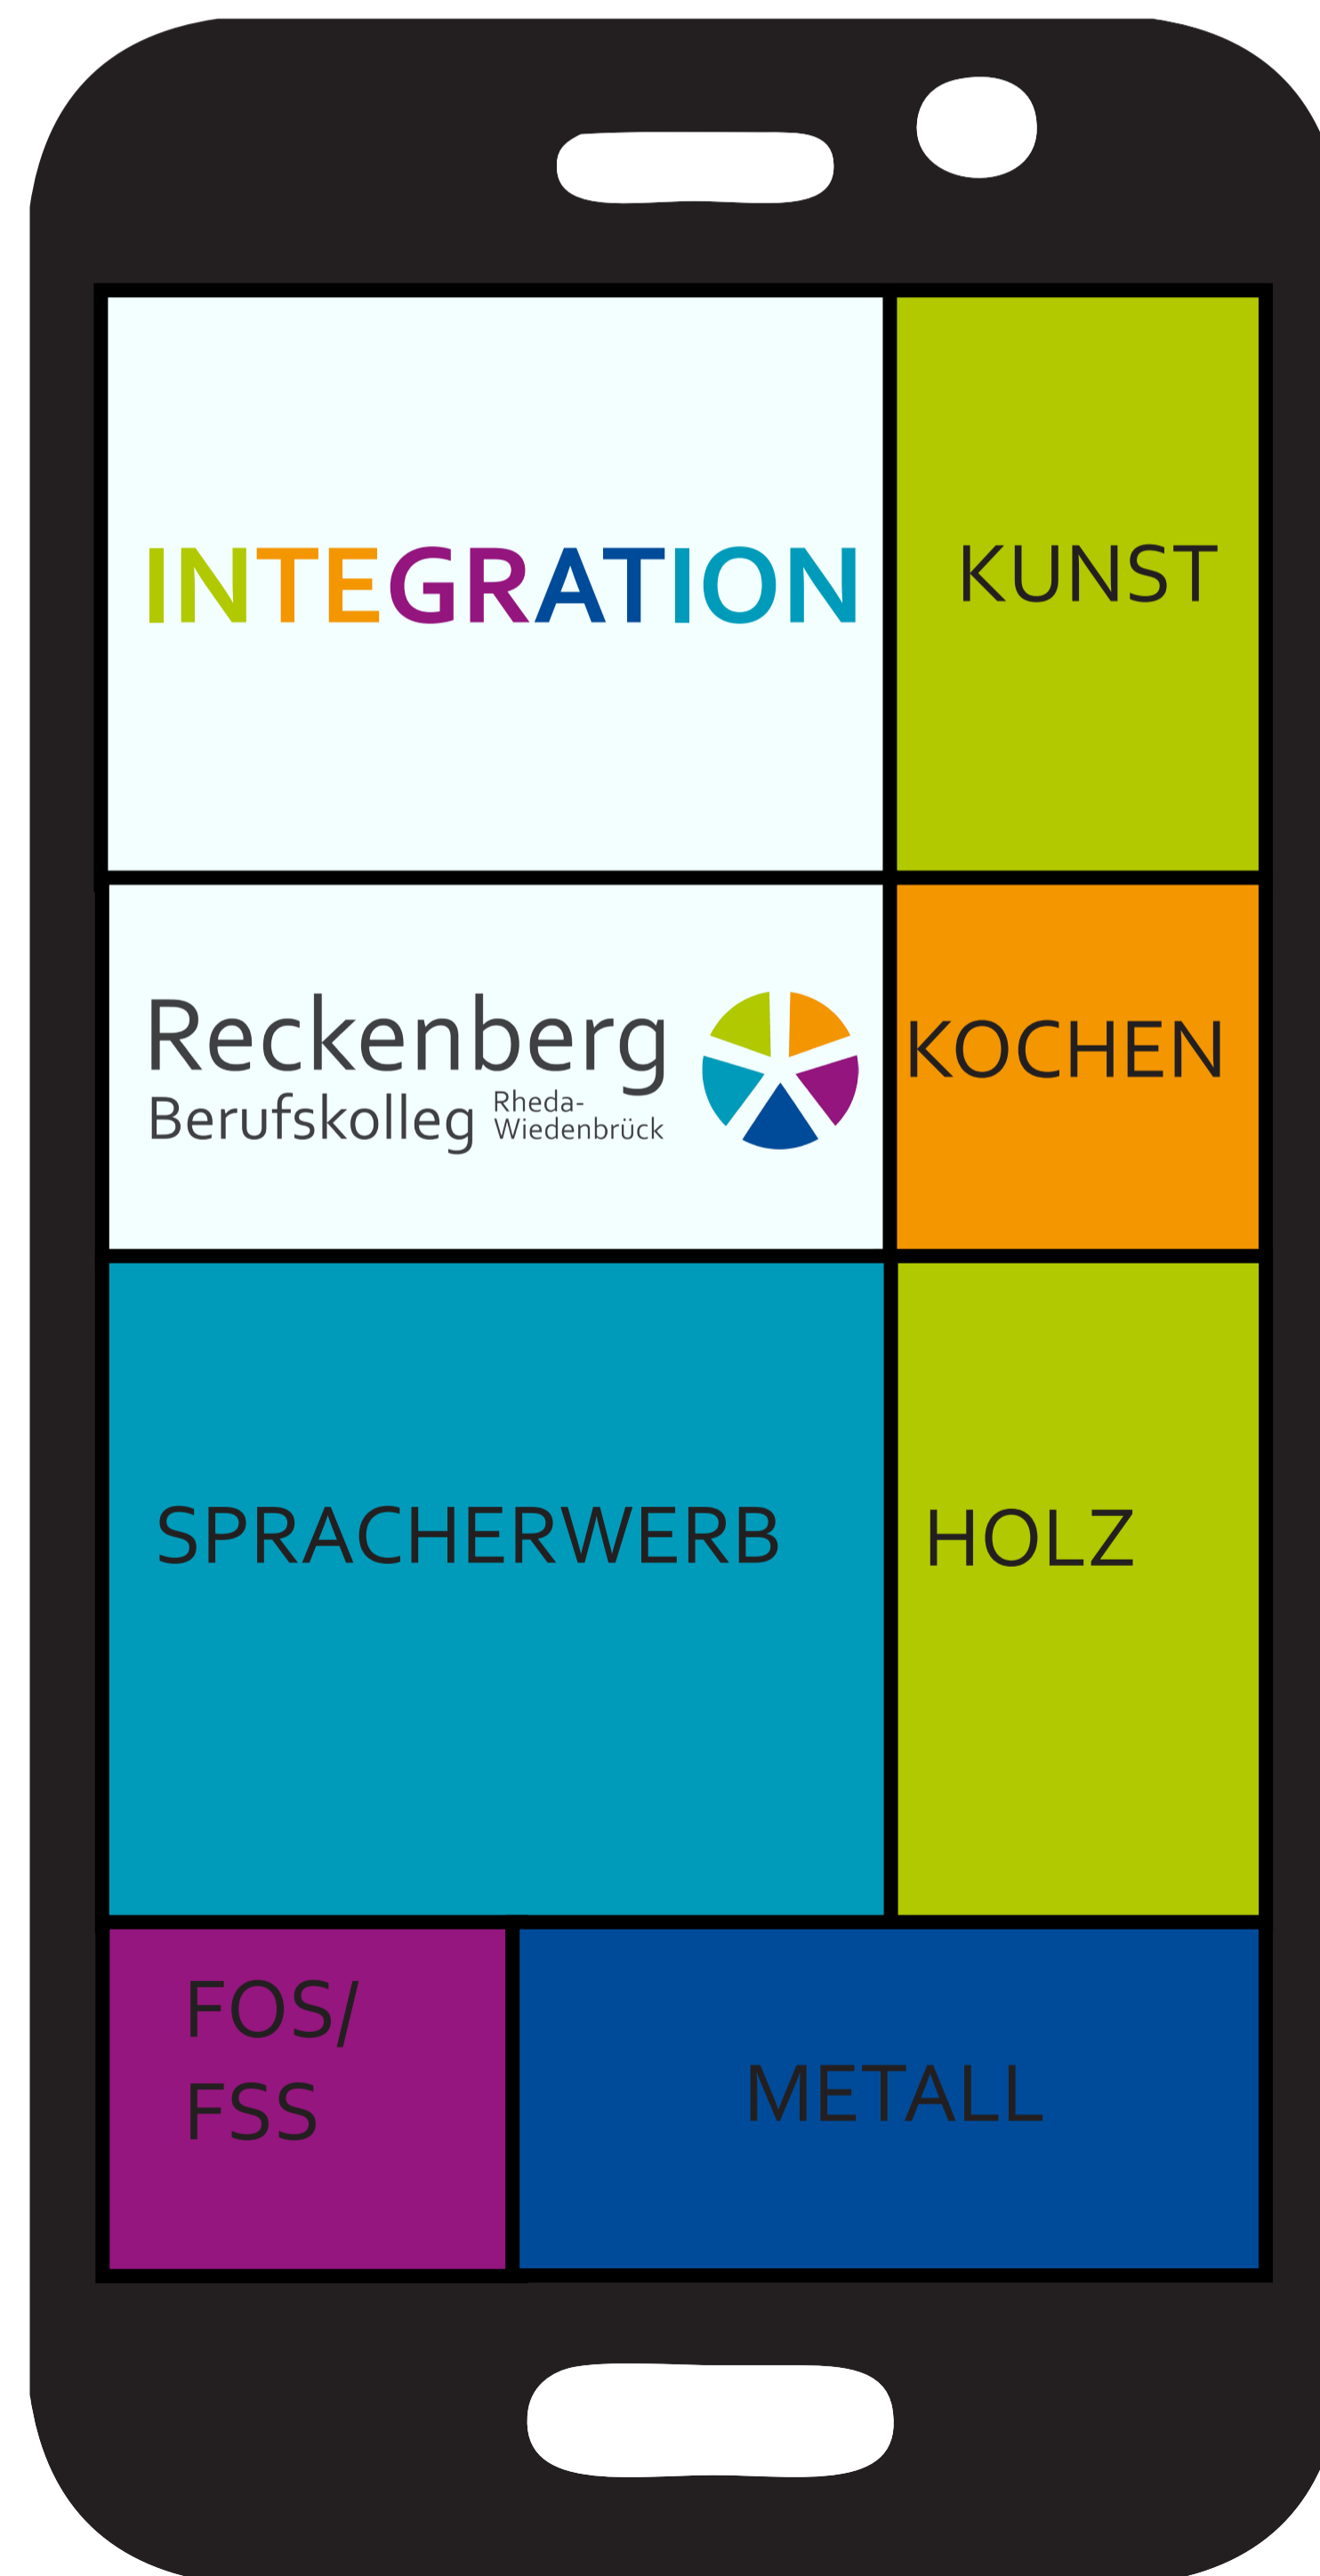 INTEGRATION
KUNST
Reckenberg
Berufskolleg Rheda-
Wiedenbrück
KOCHEN
SPRACHERWERB
HOLZ
FOS/
FSS
METALL